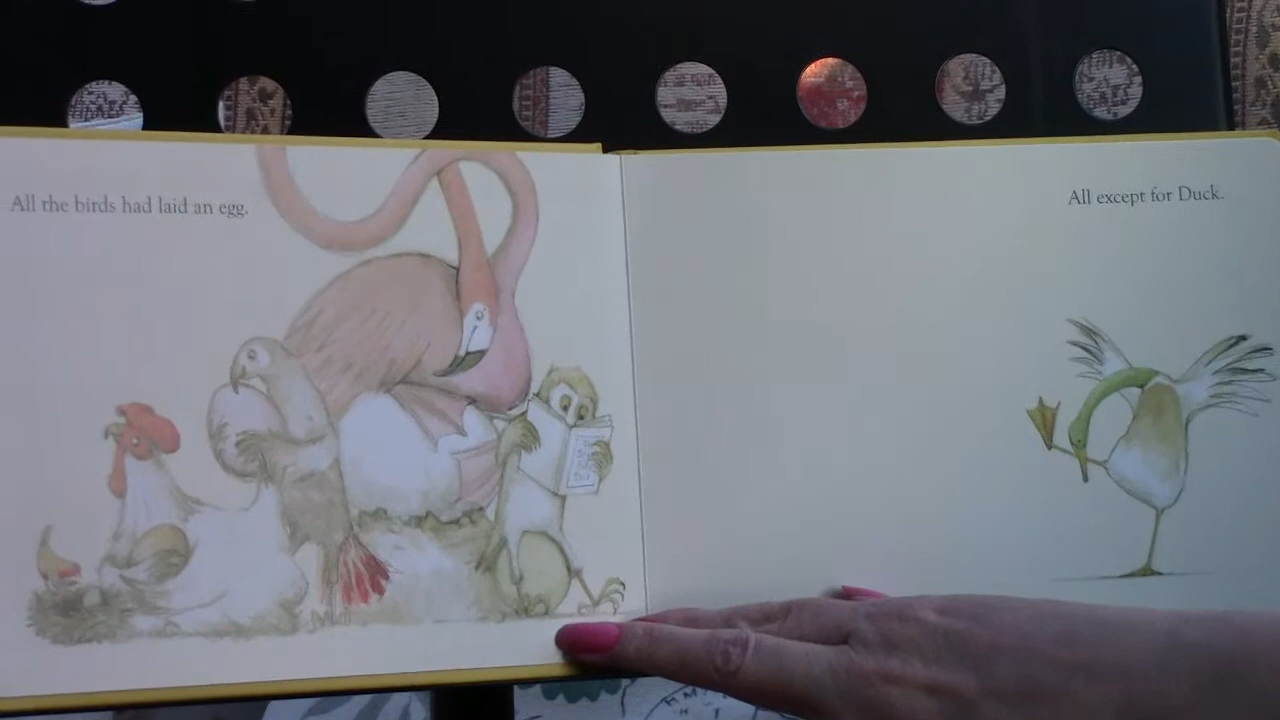 All the birds had laid an egg.
All except for Duck.